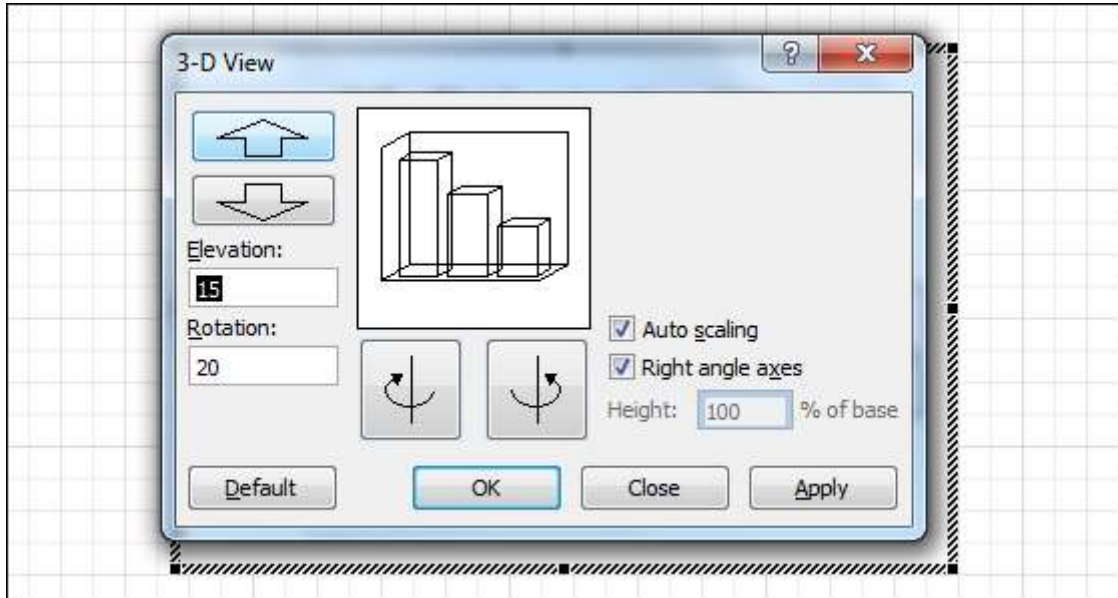 3-D View
?
Elevation:
15
Rotation:
20
Auto scaling
Right angle axes
Height: 100 % of base
Default OK Close Apply